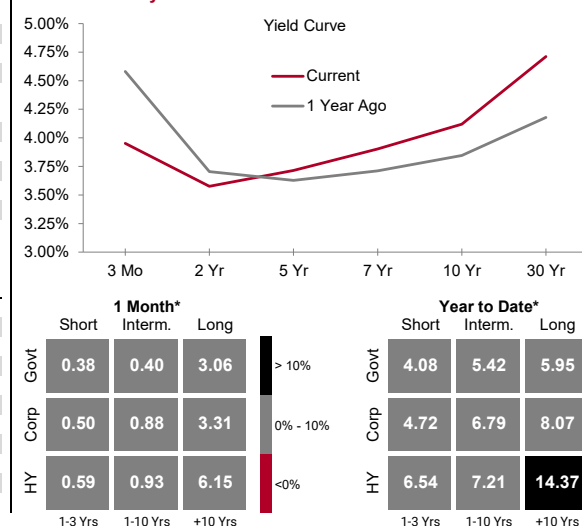 5.00%
Yield Curve
4.75%
4.50%
Current
4.25%
1 Year Ago
4.00%
3.75%
3.50%
3.25%
3.00%
3 Mo 2 Yr 5 Yr 7 Yr 10 Yr 30 Yr
1 Month*
Short Interm. Long
Govt 0.38 0.40 3.06
Corp 0.50 0.88 3.31
HY 0.59 0.93 6.15
1-3 Yrs 1-10 Yrs +10 Yrs
> 10%
0% - 10%
<0%
Year to Date*
Short Interm. Long
Govt 4.08 5.42 5.95
Corp 4.72 6.79 8.07
HY 6.54 7.21 14.37
1-3 Yrs 1-10 Yrs +10 Yrs